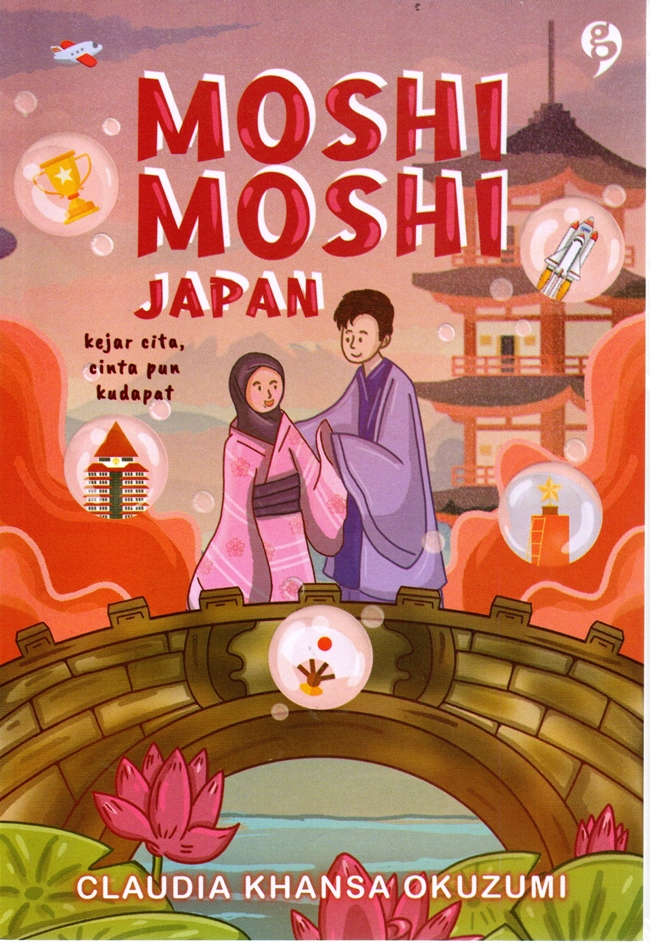 g
MOSHI
MOSHI
JAPAN
kejar cita,
cinta pun
kudapat
CLAUDIA KHANSA OKUZUMI